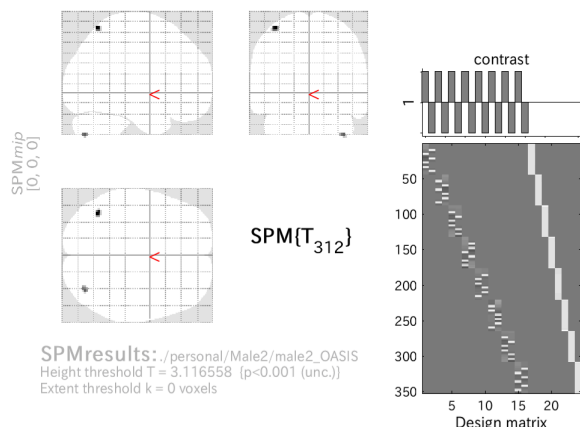 contrast
1
SPMmip
[0, 0, 0]
<
<
<
SPM{T312}
50
100
150
200
250
300
350
5 10 15 20
Design matrix
SPMresults: ./personal/Male2/male2_OASIS
Height threshold T = 3.116558 (p<0.001 (unc.))
Extent threshold k = 0 voxels